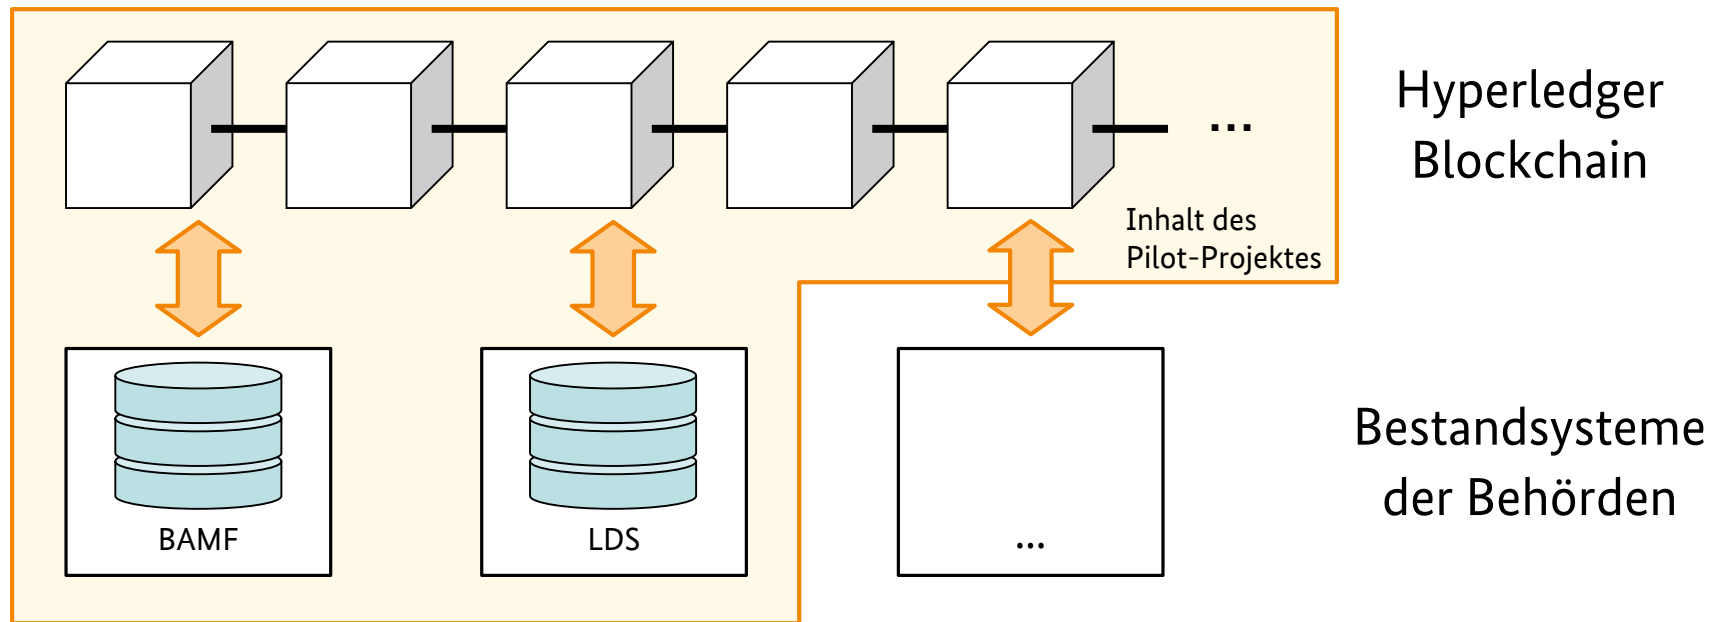 ...
Hyperledger
Blockchain
Inhalt des
Pilot-Projektes
BAMF
LDS
...
Bestandsysteme
der Behörden